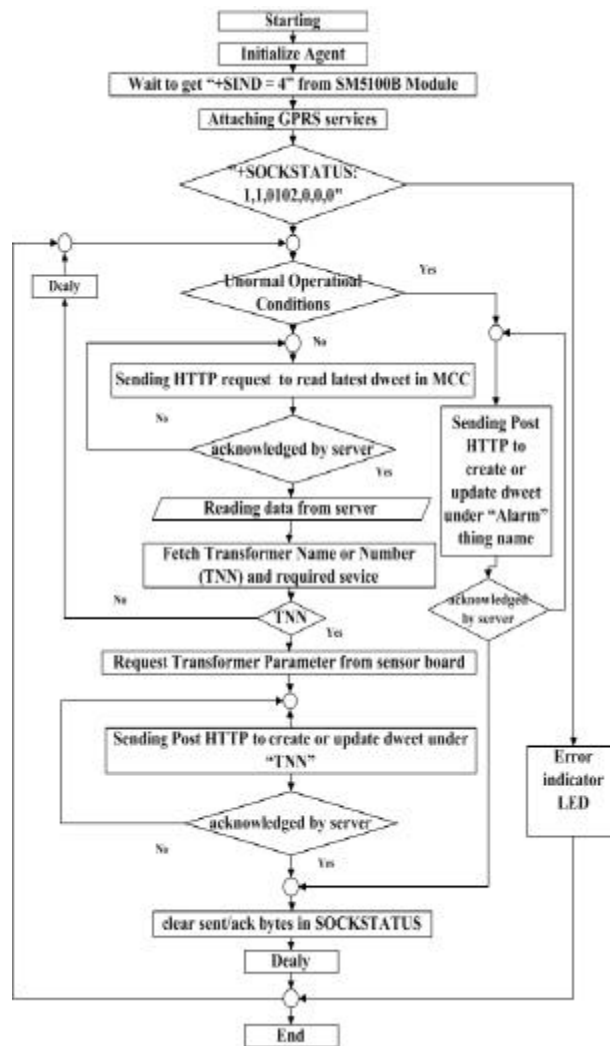 Starting
Initialize Agent
Wait to get “+SIND = 4” from SM5100B Module
Attaching GPRS services
“+SOCKSTATUS:
1,1,0102,0,0,0”
Dealy
Unormal Operational
Conditions
Yes
No
Sending HTTP request to read latest dweet in MCC
No
acknowledged by server
Yes
Sending Post
HTTP to
create or
update dweet
under “Alarm”
thing name
Reading data from server
Fetch Transformer Name or Number
(TNN) and required sevice
acknowledged
by server
No
TNN
Yes
Request Transformer Parameter from sensor board
Sending Post HTTP to create or update dweet under
“TNN”
Error
indicator
LED
acknowledged by server
No
Yes
clear sent/ack bytes in SOCKSTATUS
Dealy
End